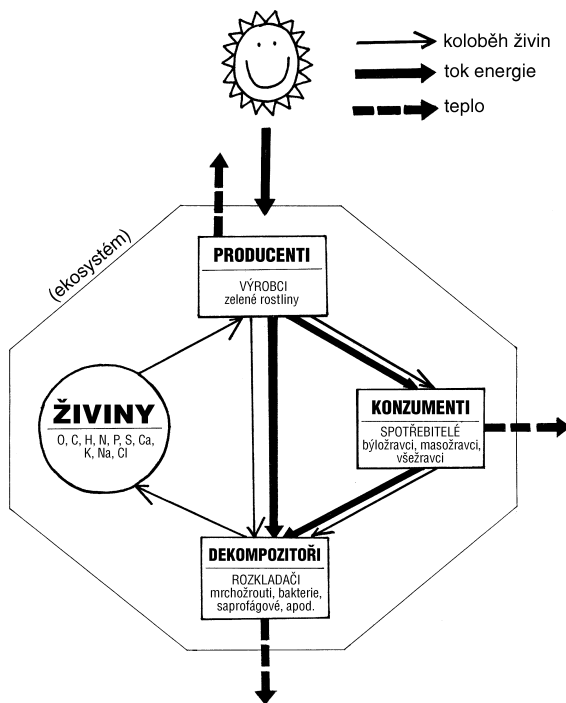 koloběh živin
tok energie
teplo
(ekosystém)
PRODUCENTI
VÝROBCI
zelené rostliny
ŽIVINY
O, C, H, N, P, S, Ca,
K, Na, Cl
KONZUMENTI
SPOTŘEBITELÉ
býložravci, masožravci,
všežravci
DEKOMPOZITOŘI
ROZKLADAČI
mrchožrouti, bakterie,
saprofágové, apod.